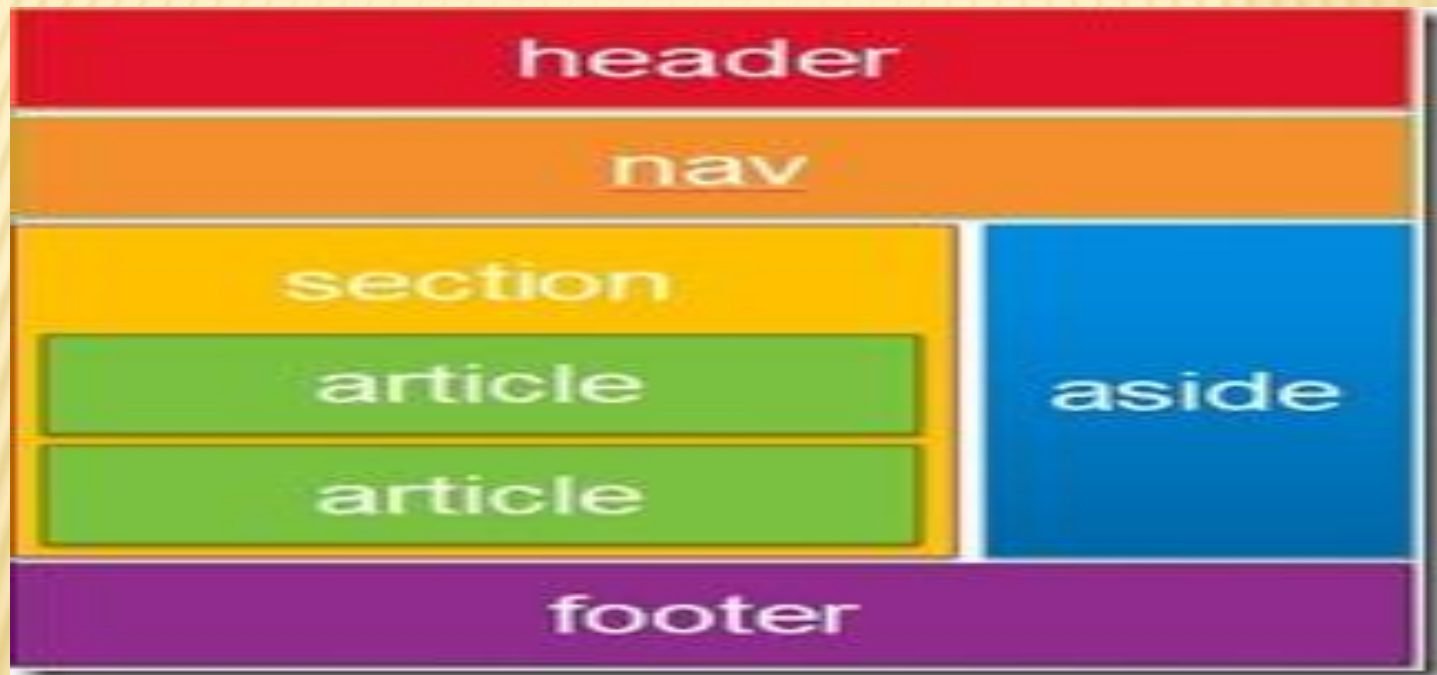 header
nav
section
article
article
aside
footer